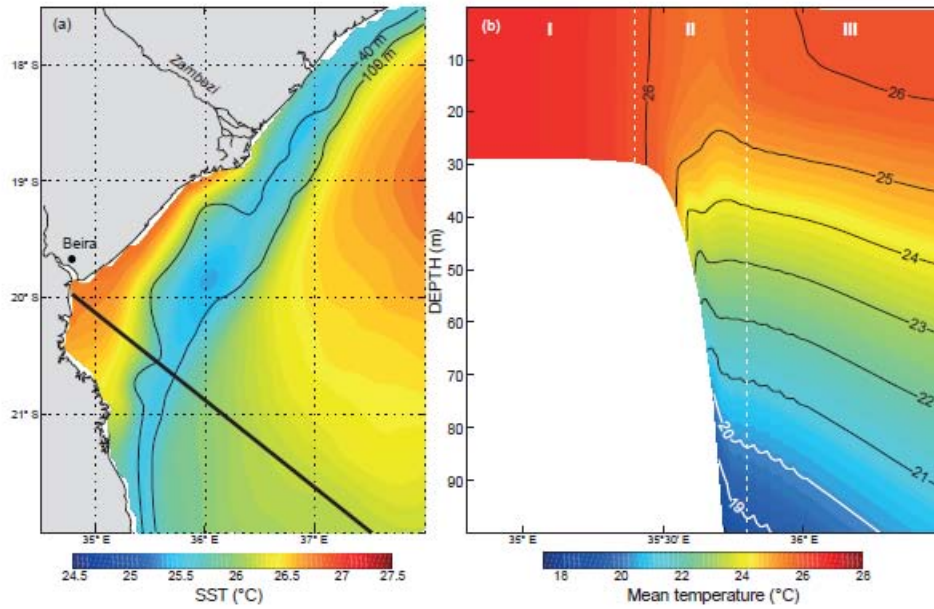 (a)
Zambazi
40 m
109 m
18° S
19° S
Beira
20° S
21° S
35° E
36° E
37° E
24.5 25 25.5 26 26.5 27 27.5
SST (°C)
(b)
I II III
26
26
25
24
23
22
21
20
19
10
20
30
40
50
60
70
80
90
DEPTH (m)
35° E
35°30' E
36° E
18 20 22 24 26 28
Mean temperature (°C)